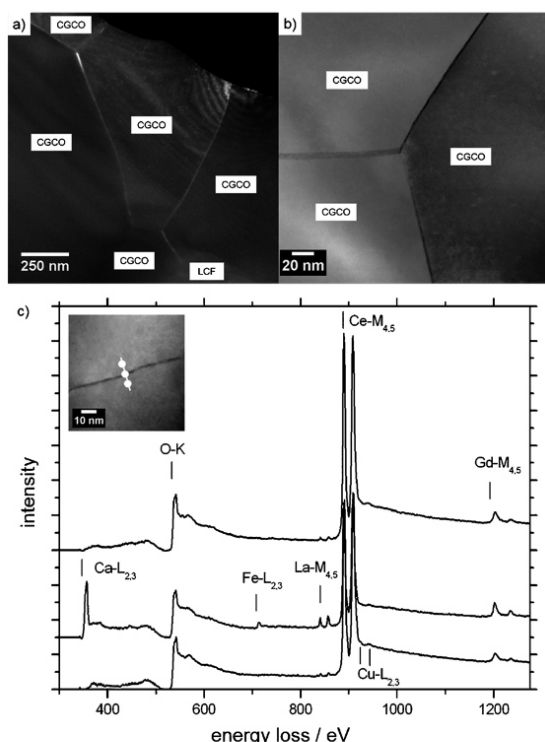 a)
CGCO
CGCO
CGCO
CGCO
CGCO
LCF
250 nm
b)
CGCO
CGCO
CGCO
20 nm
c)
10 nm
Ce-M4,5
O-K
Gd-M4,5
Ca-L2,3
Fe-L2,3
La-M4,5
Cu-L2,3
intensity
400 600 800 1000 1200
energy loss / eV